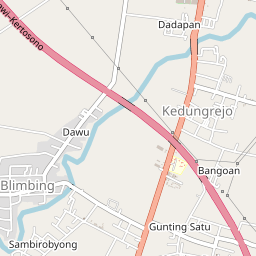 Dadapan
wi-Kertosono
Kedungrejo
Dawu
Bangoan
Blimbing
Gunting Satu
Sambirobyong